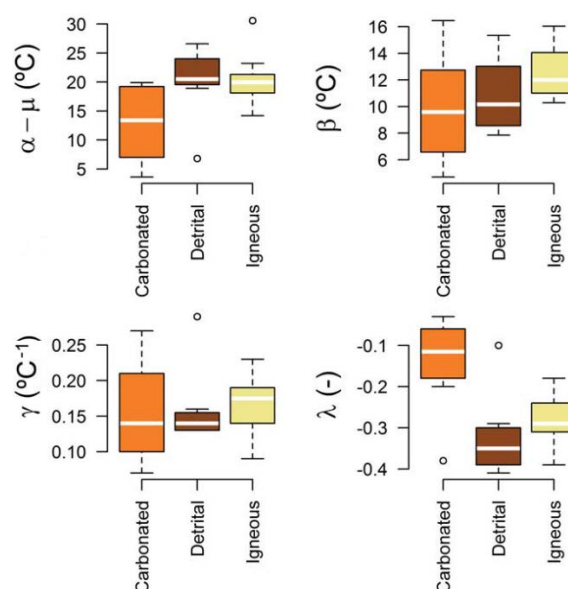 α − μ (ºC)
30
25
20
15
10
5
Carbonated
Detrital
Igneous
β (ºC)
16
14
12
10
8
6
Carbonated
Detrital
Igneous
γ (ºC⁻¹)
0.25
0.20
0.15
0.10
Carbonated
Detrital
Igneous
λ (-)
-0.1
-0.2
-0.3
-0.4
Carbonated
Detrital
Igneous